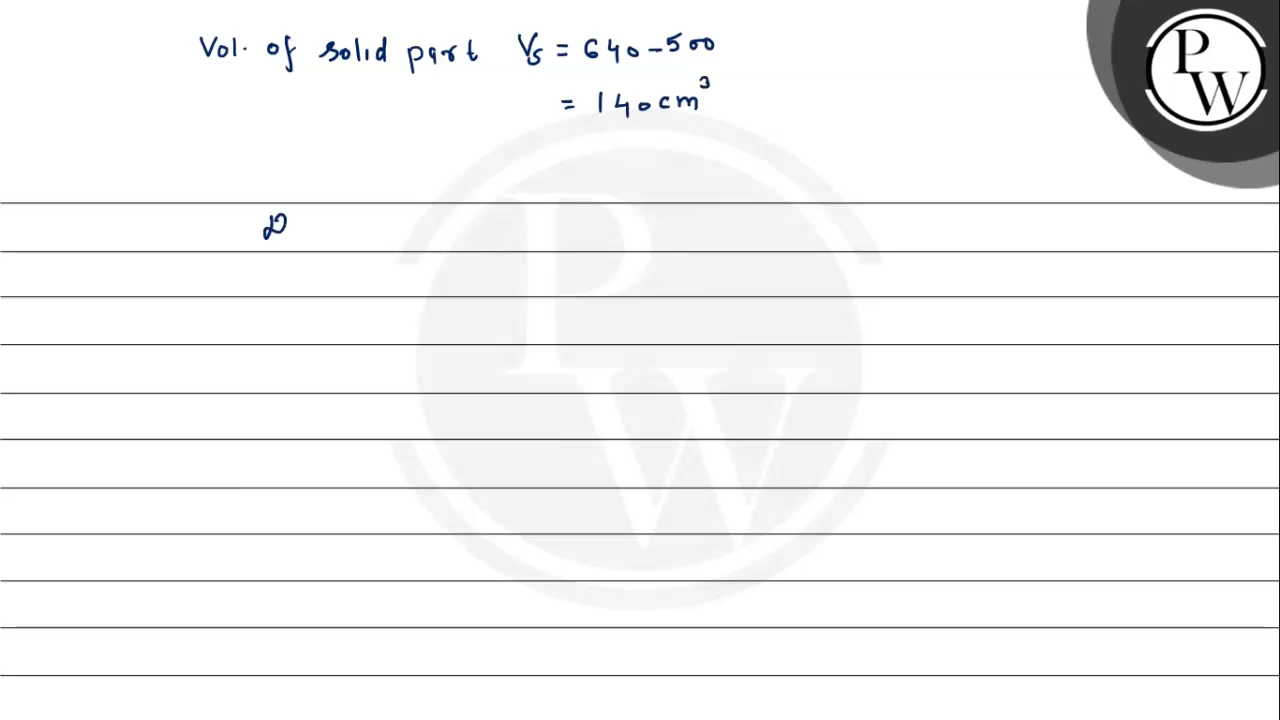 Vol. of solid part Vs = 640 - 500
= 140 cm³
D
P
W
P
W